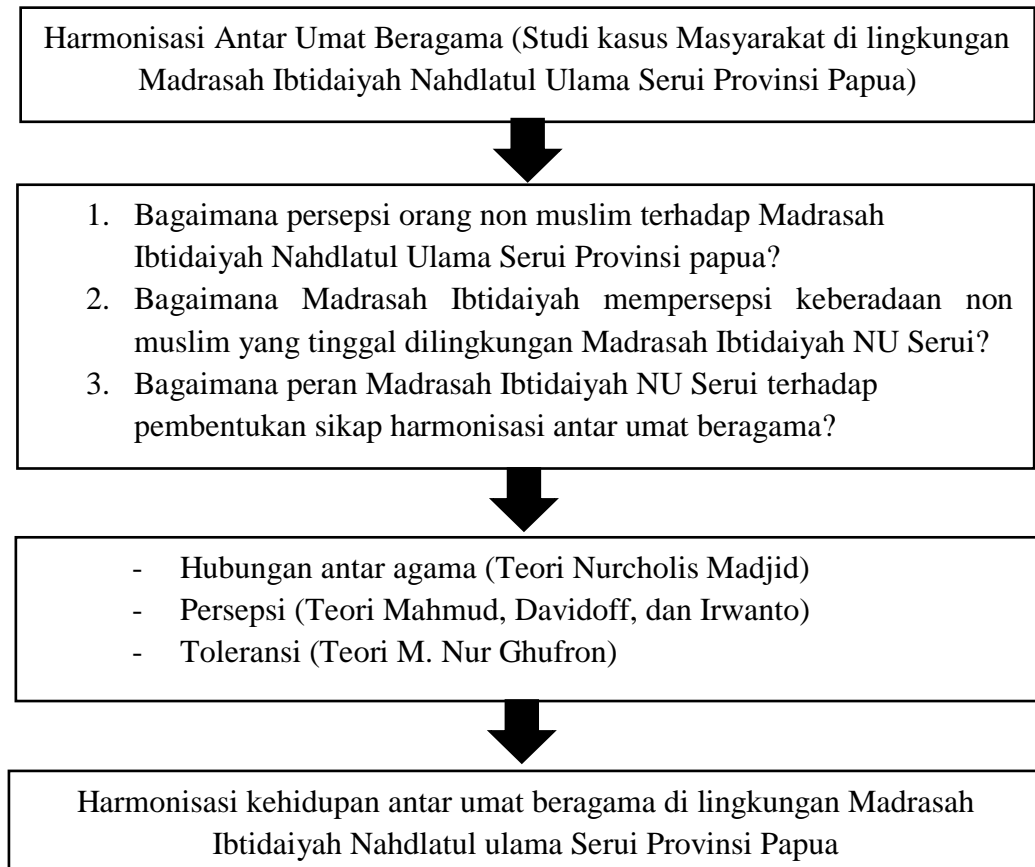 Harmonisasi Antar Umat Beragama (Studi kasus Masyarakat di lingkungan
Madrasah Ibtidaiyah Nahdlatul Ulama Serui Provinsi Papua)
1. Bagaimana persepsi orang non muslim terhadap Madrasah
Ibtidaiyah Nahdlatul Ulama Serui Provinsi papua?
2. Bagaimana Madrasah Ibtidaiyah mempersepsi keberadaan non
muslim yang tinggal dilingkungan Madrasah Ibtidaiyah NU Serui?
3. Bagaimana peran Madrasah Ibtidaiyah NU Serui terhadap
pembentukan sikap harmonisasi antar umat beragama?
- Hubungan antar agama (Teori Nurcholis Madjid)
- Persepsi (Teori Mahmud, Davidoff, dan Irwanto)
- Toleransi (Teori M. Nur Ghufron)
Harmonisasi kehidupan antar umat beragama di lingkungan Madrasah
Ibtidaiyah Nahdlatul ulama Serui Provinsi Papua